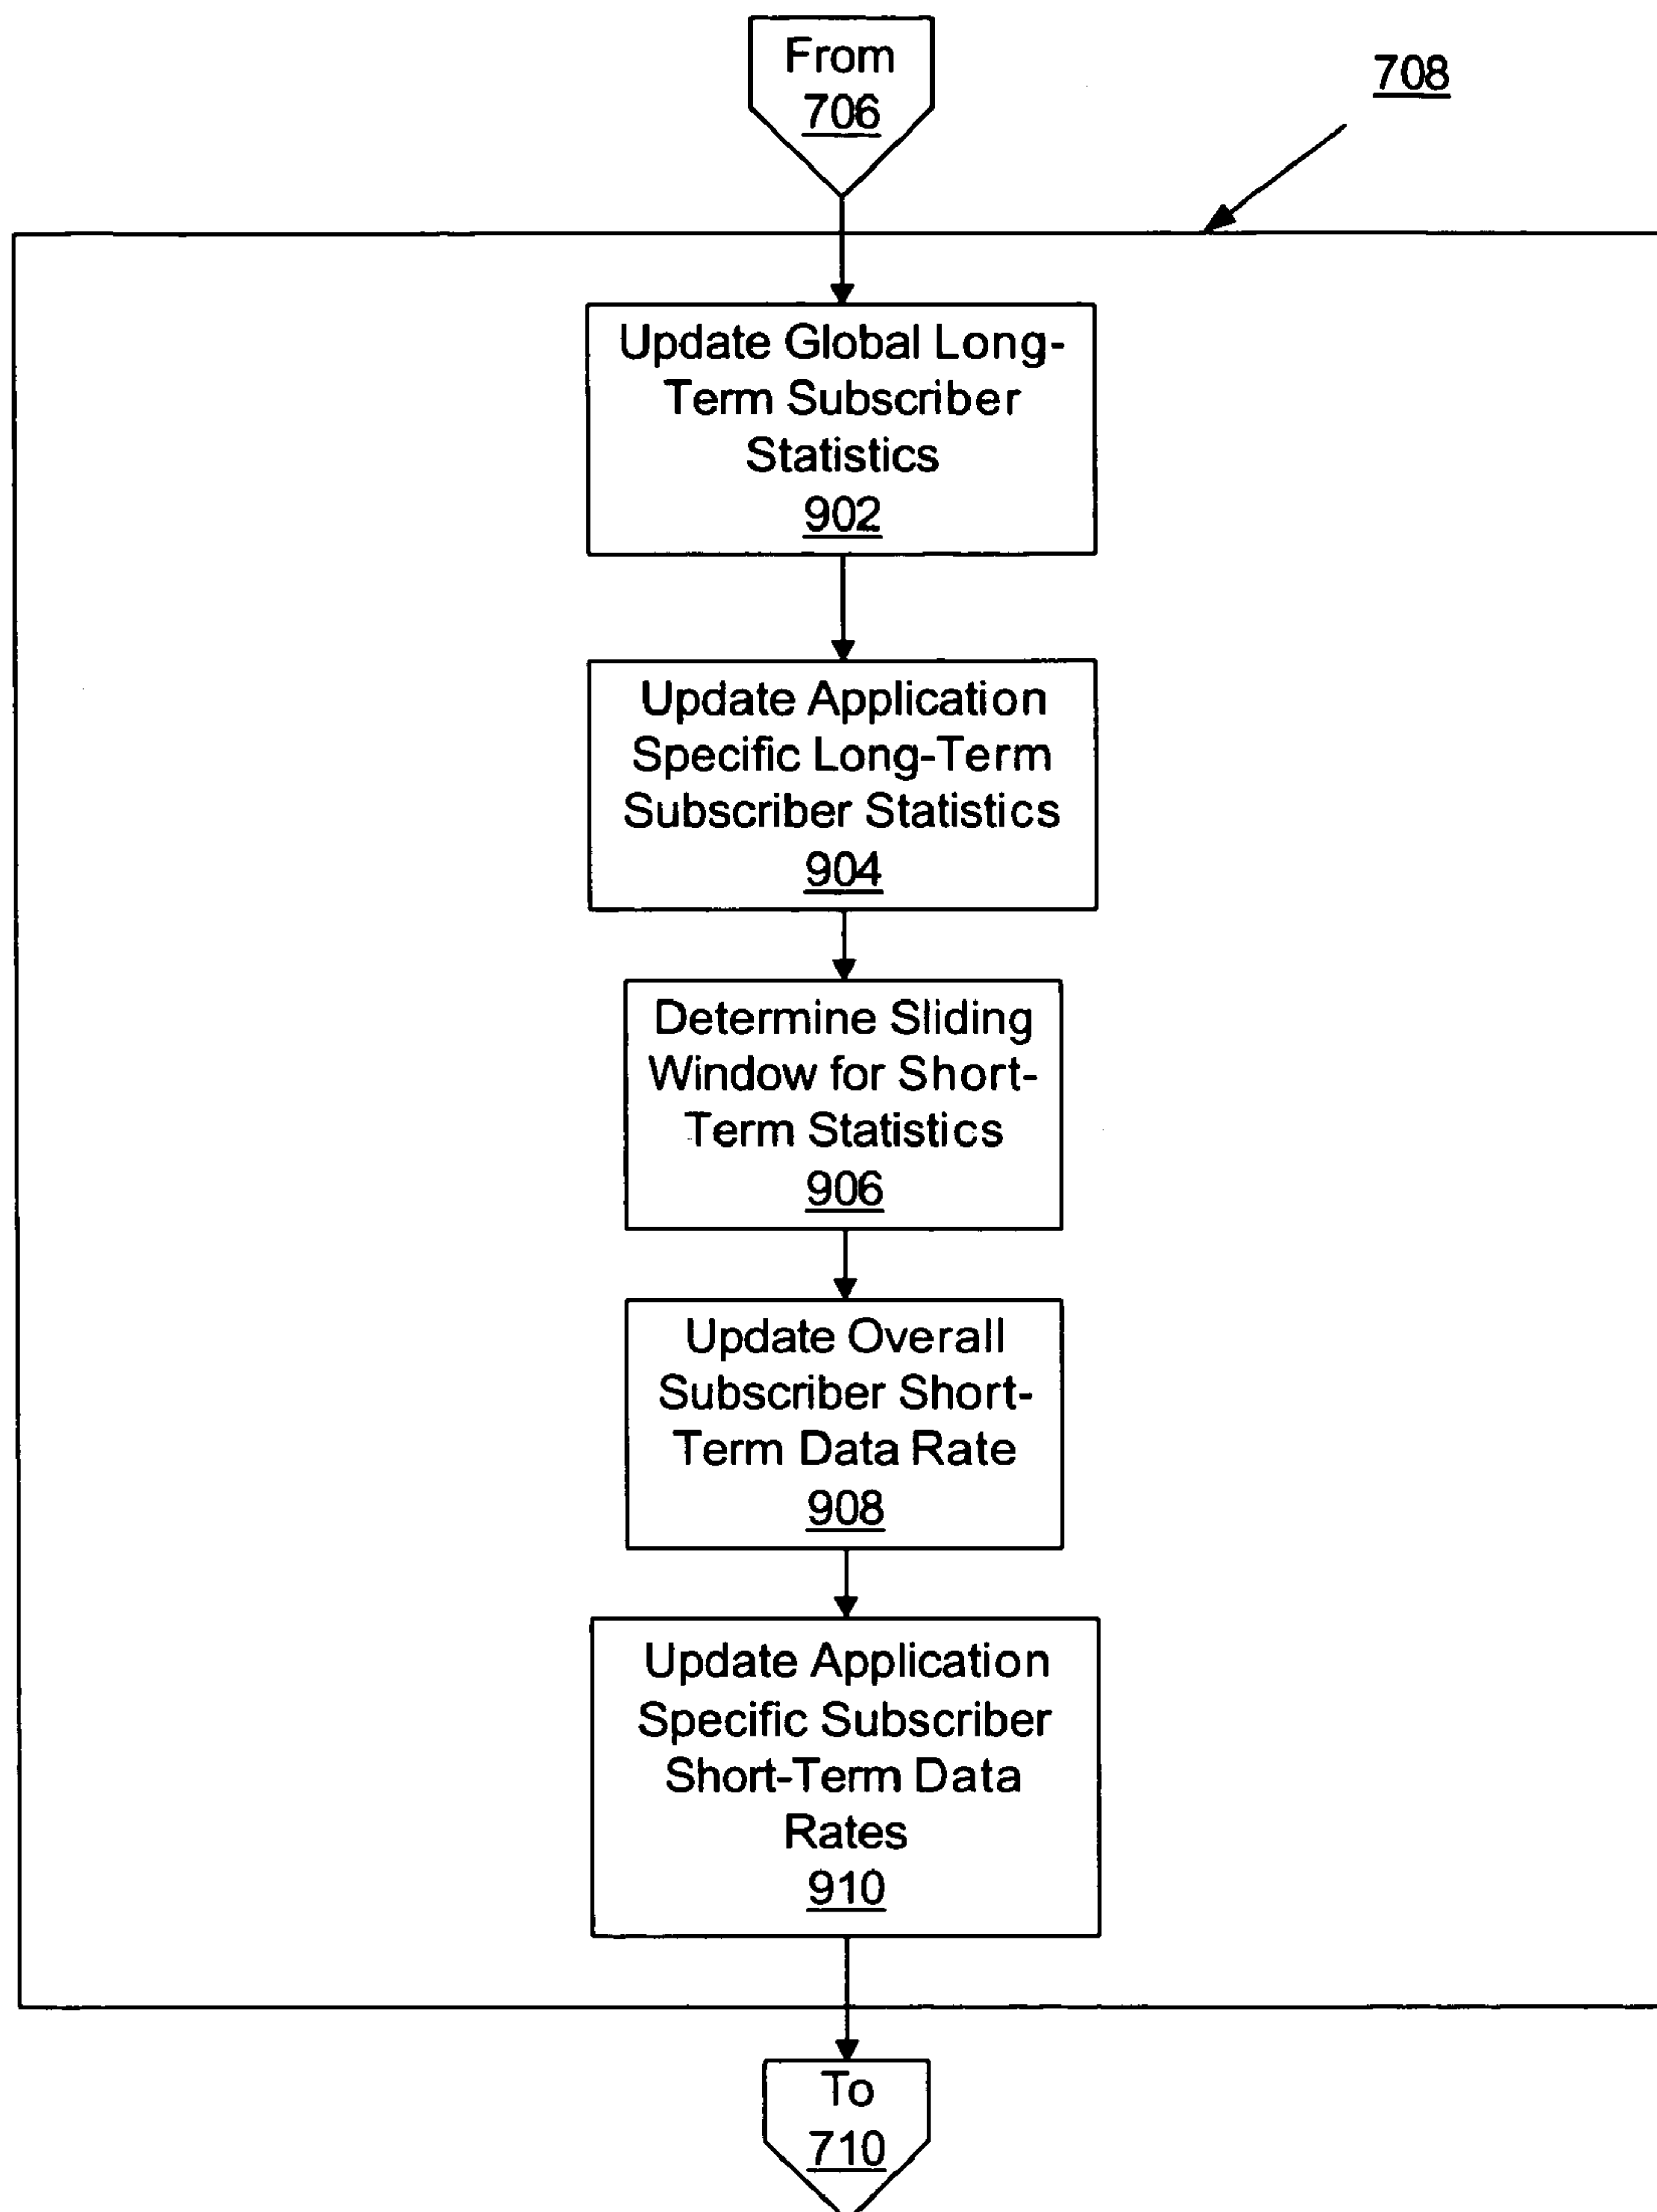 From
706
708
Update Global Long-
Term Subscriber
Statistics
902
Update Application
Specific Long-Term
Subscriber Statistics
904
Determine Sliding
Window for Short-
Term Statistics
906
Update Overall
Subscriber Short-
Term Data Rate
908
Update Application
Specific Subscriber
Short-Term Data
Rates
910
To
710